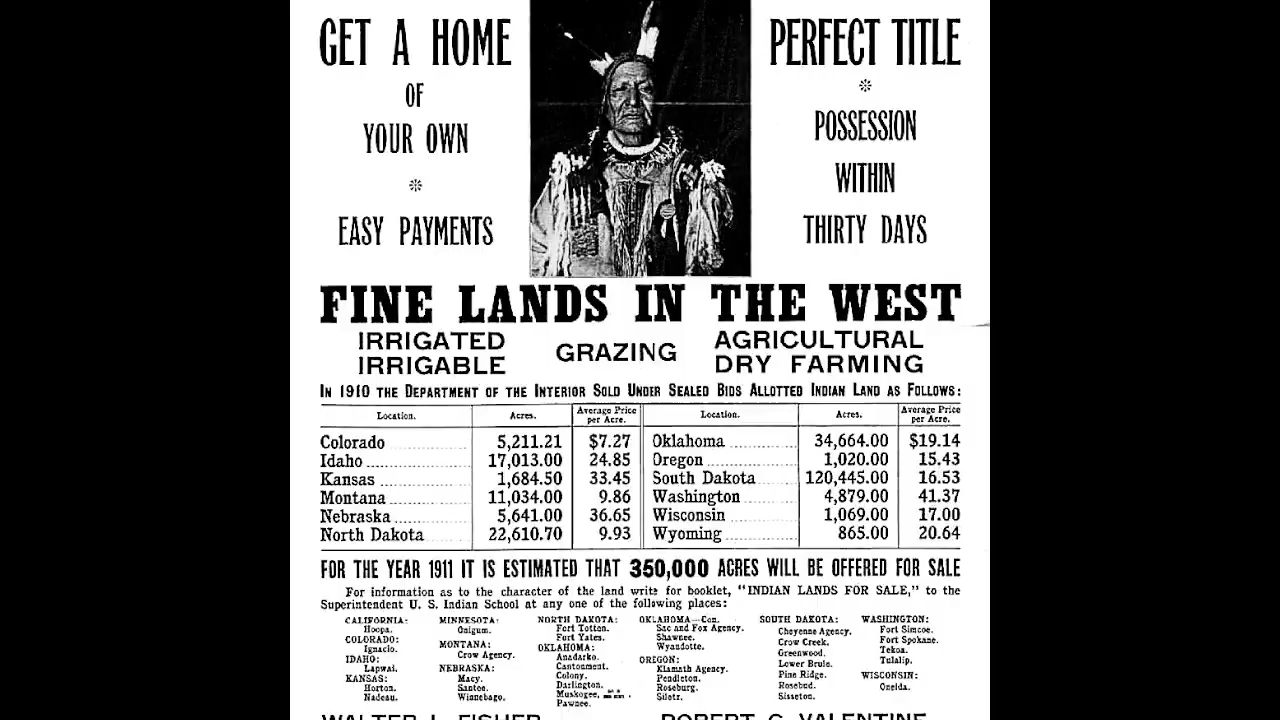 GET A HOME
OF
YOUR OWN
※
EASY PAYMENTS
PERFECT TITLE
※
POSSESSION
WITHIN
THIRTY DAYS
FINE LANDS IN THE WEST
IRRIGATED
IRRIGABLE
GRAZING
AGRICULTURAL
DRY FARMING
IN 1910 THE DEPARTMENT OF THE INTERIOR SOLD UNDER SEALED BIDS ALLOTTED INDIAN LAND AS FOLLOWS:
Location. Acres. Average Price per Acre. Location. Acres. Average Price per Acre.
Colorado 5,211.21 $7.27 Oklahoma 34,664.00 $19.14
Idaho 17,013.00 24.85 Oregon 1,020.00 15.43
Kansas 1,684.50 33.45 South Dakota 120,445.00 16.53
Montana 11,034.00 9.86 Washington 4,879.00 41.37
Nebraska 5,641.00 36.65 Wisconsin 1,069.00 17.00
North Dakota 22,610.70 9.93 Wyoming 865.00 20.64
FOR THE YEAR 1911 IT IS ESTIMATED THAT 350,000 ACRES WILL BE OFFERED FOR SALE
For information as to the character of the land write for booklet, "INDIAN LANDS FOR SALE," to the
Superintendent U. S. Indian School at any one of the following places:
CALIFORNIA:
Hoopa.
COLORADO:
Ignacio.
IDAHO:
Lapwai.
KANSAS:
Horton.
Nadeau.
MINNESOTA:
Onigum.
MONTANA:
Crow Agency.
NEBRASKA:
Macy.
Santee.
Winnebago.
NORTH DAKOTA:
Fort Totten.
Fort Yates.
OKLAHOMA:
Anadarko.
Cantonment.
Colony.
Darlington.
Muskogee,
Pawnee.
OKLAHOMA—Con.
Sac and Fox Agency.
Shawnee.
Wyandotte.
OREGON:
Klamath Agency.
Pendleton.
Roseburg.
Siletz.
SOUTH DAKOTA:
Cheyenne Agency.
Crow Creek.
Greenwood.
Lower Brule.
Pine Ridge.
Rosebud.
Sisseton.
WASHINGTON:
Fort Simcoe.
Fort Spokane.
Tekoa.
Tulalip.
WISCONSIN:
Oneida.
WALTER L. FISHER
ROBERT G. VALENTINE